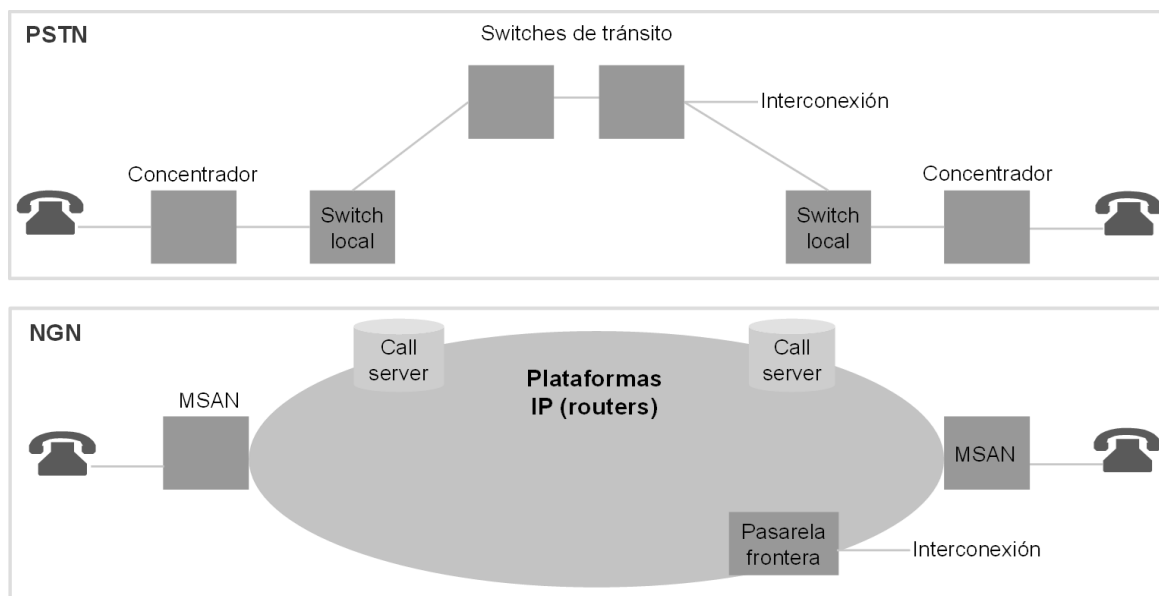 PSTN
Switches de tránsito
Interconexión
Concentrador
Concentrador
Switch
local
Switch
local
NGN
Call
server
Call
server
Plataformas
IP (routers)
MSAN
MSAN
Pasarela
frontera
Interconexión